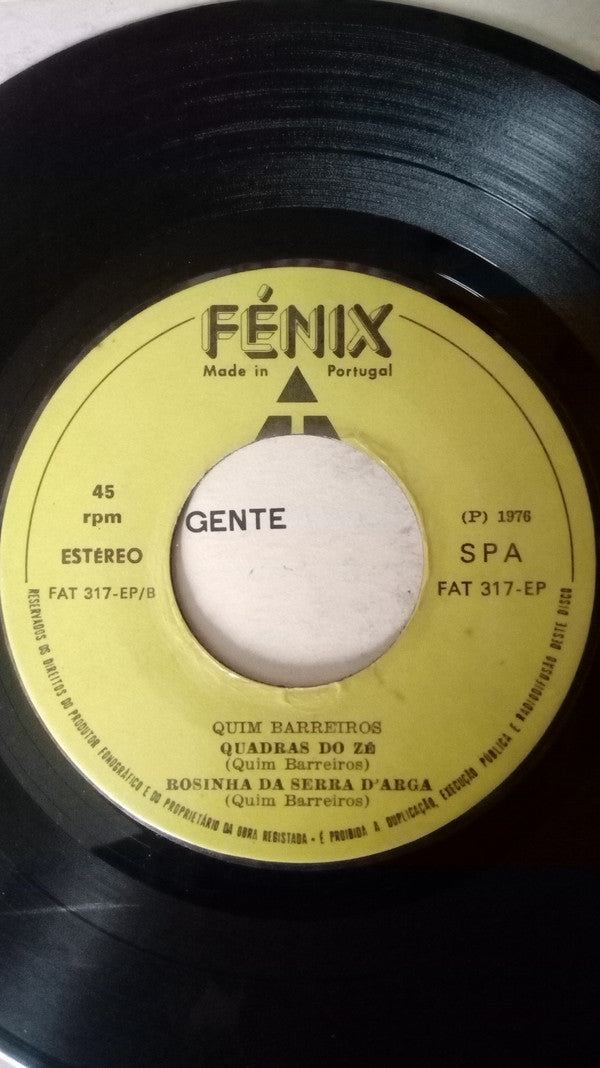 FÉNIX
Made in Portugal
45
rpm
ESTÉREO
FAT 317-EP/B
GENTE
(P) 1976
SPA
FAT 317-EP
QUIM BARREIROS
QUADRAS DO ZÉ
(Quim Barreiros)
ROSINHA DA SERRA D'ARGA
(Quim Barreiros)
RESERVADOS OS DIREITOS DO PRODUTOR FONOGRÁFICO E DO PROPRIETÁRIO DA OBRA REGISTADA - É PROIBIDA A DUPLICAÇÃO, EXECUÇÃO PÚBLICA E RADIODIFUSÃO DESTE DISCO